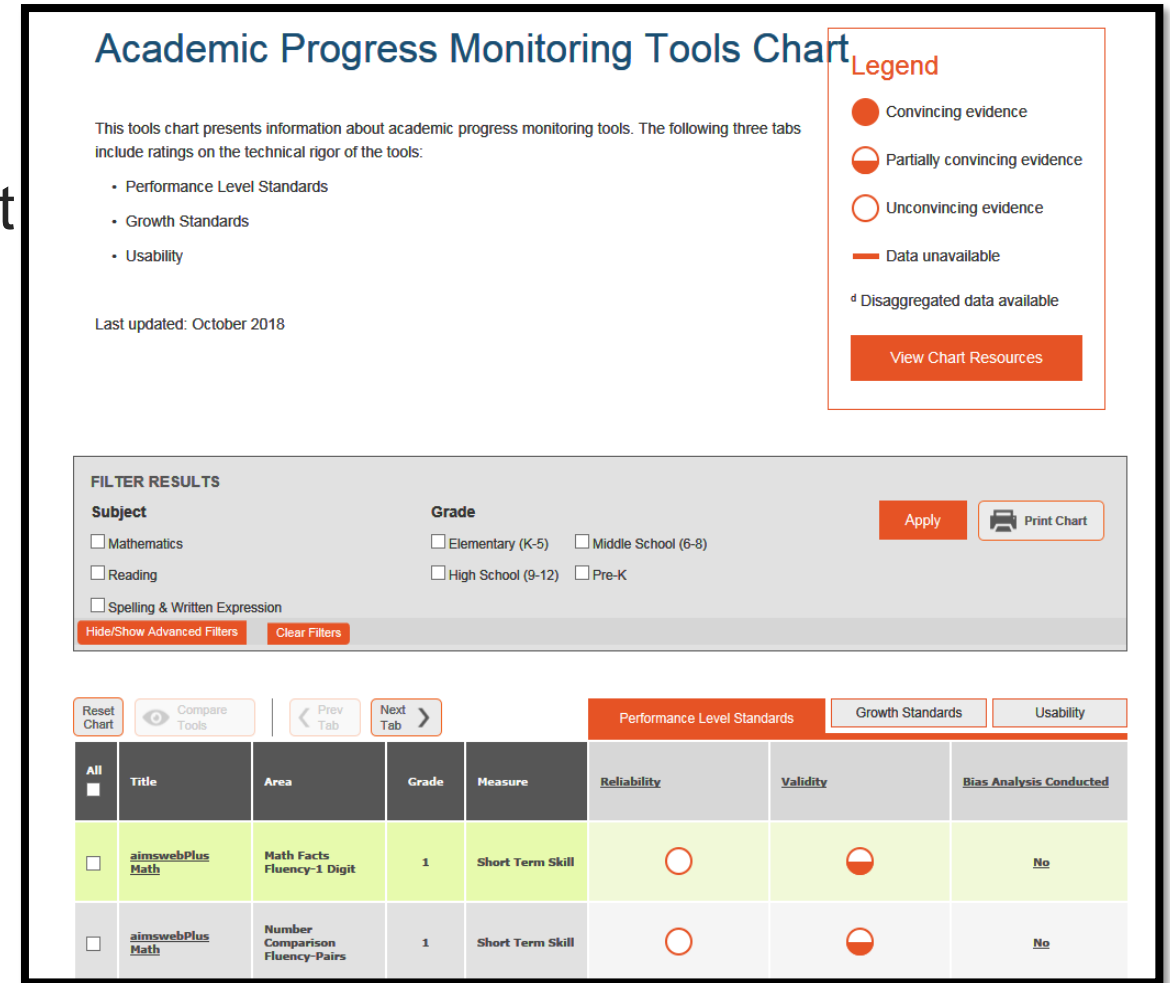 t
Academic Progress Monitoring Tools Chart
This tools chart presents information about academic progress monitoring tools. The following three tabs
include ratings on the technical rigor of the tools:
• Performance Level Standards
• Growth Standards
• Usability
Last updated: October 2018
Legend
Convincing evidence
Partially convincing evidence
Unconvincing evidence
Data unavailable
d Disaggregated data available
View Chart Resources
FILTER RESULTS
Subject
Mathematics
Reading
Spelling & Written Expression
Grade
Elementary (K-5) Middle School (6-8)
High School (9-12) Pre-K
Apply
Print Chart
Hide/Show Advanced Filters Clear Filters
Reset
Chart
Compare
Tools
Prev
Tab
Next
Tab
Performance Level Standards Growth Standards Usability
All
Title Area Grade Measure Reliability Validity Bias Analysis Conducted
aimswebPlus
Math
Math Facts
Fluency-1 Digit
1
Short Term Skill
No
aimswebPlus
Math
Number
Comparison
Fluency-Pairs
1
Short Term Skill
No